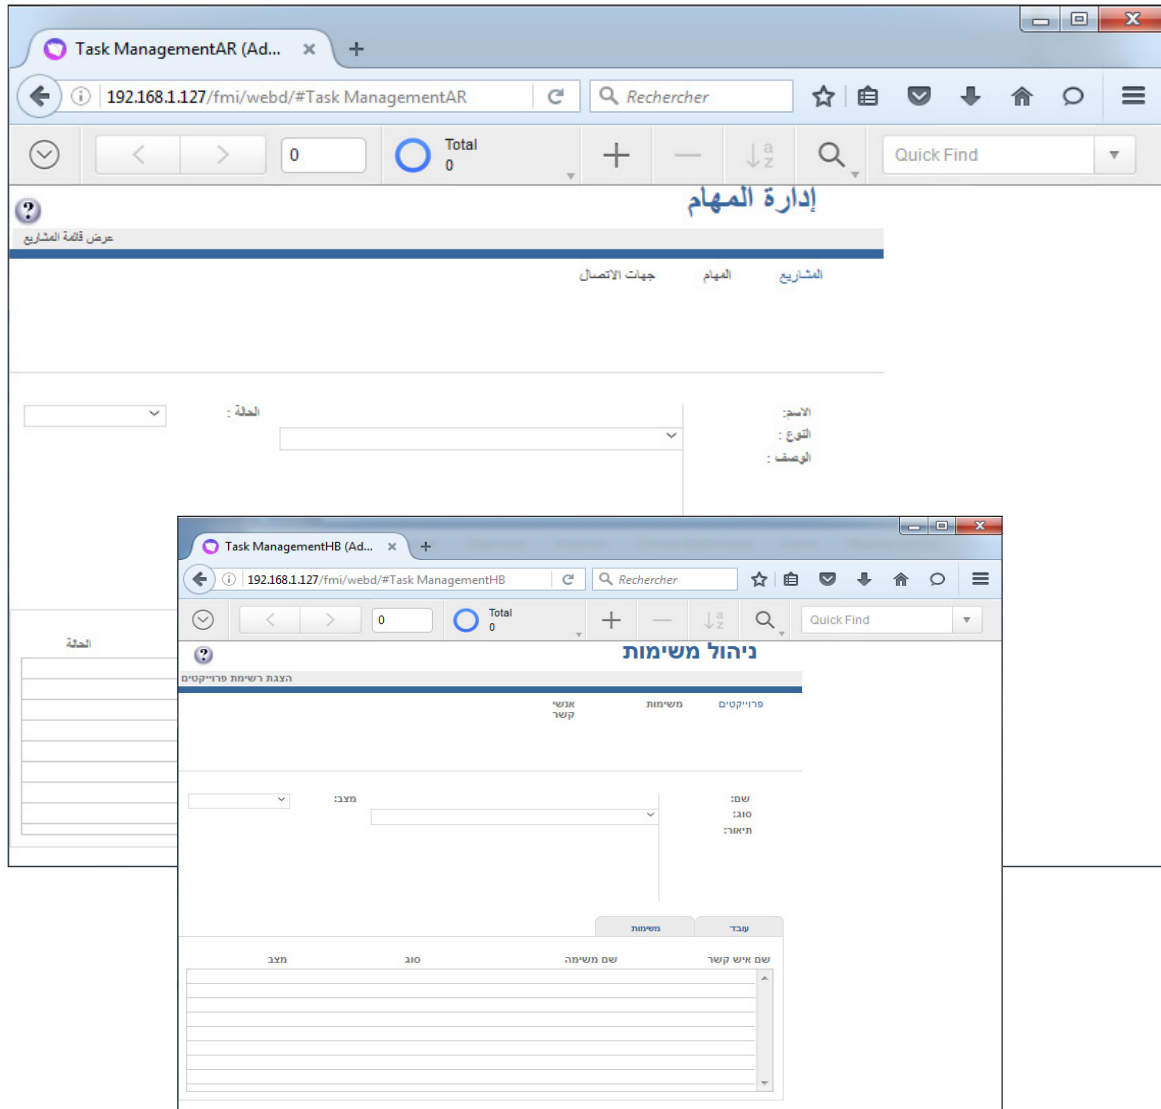 Task ManagementAR (Ad...
192.168.1.127/fmi/webd/#Task ManagementAR
Rechercher
0
Total
0
Quick Find
إدارة المهام
عرض قائمة المشاريع
المشاريع
المهام
جهات الاتصال
الاسم:
الحالة :
النوع :
الوصف :
الحالة
Task ManagementHB (Ad...
192.168.1.127/fmi/webd/#Task ManagementHB
Rechercher
0
Total
0
Quick Find
ניהול משימות
הצגת רשימת פרוייקטים
פרוייקטים
משימות
אנשי
קשר
שם:
מצב:
סוג:
תיאור:
עובד
משימות
שם איש קשר
שם משימה
סוג
מצב